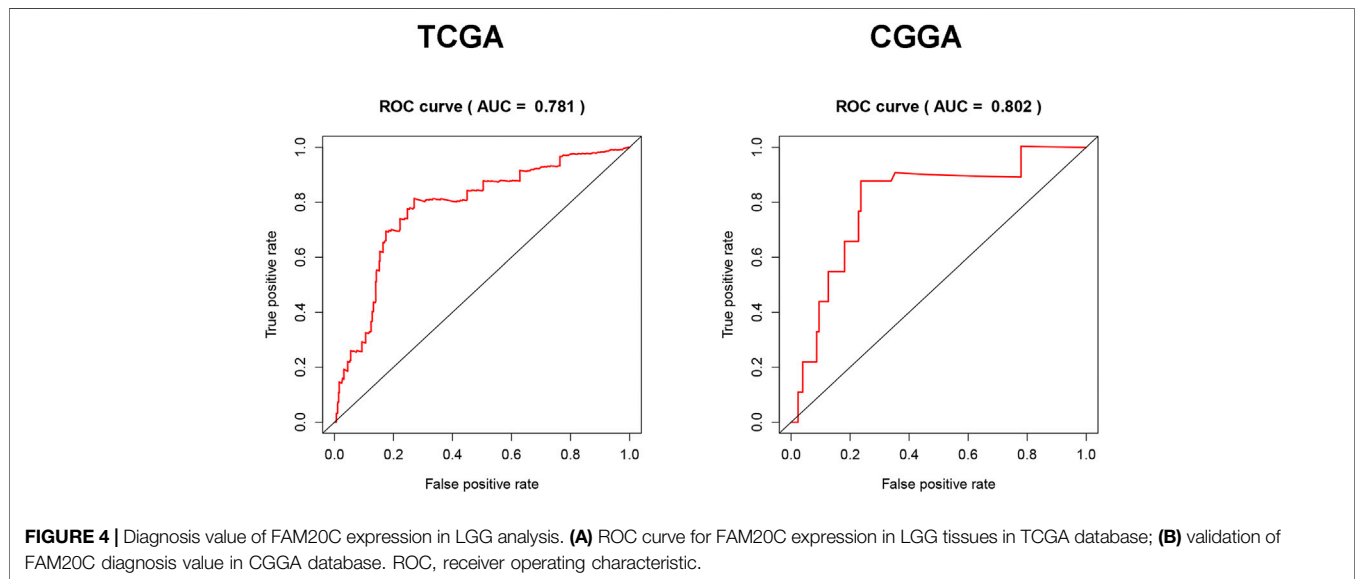 TCGA
CGGA
ROC curve ( AUC =  0.781 )
True positive rate
1.0
0.8
0.6
0.4
0.2
0.0
0.0 0.2 0.4 0.6 0.8 1.0
False positive rate
ROC curve ( AUC =  0.802 )
True positive rate
1.0
0.8
0.6
0.4
0.2
0.0
0.0 0.2 0.4 0.6 0.8 1.0
False positive rate
FIGURE 4 | Diagnosis value of FAM20C expression in LGG analysis. (A) ROC curve for FAM20C expression in LGG tissues in TCGA database; (B) validation of
FAM20C diagnosis value in CGGA database. ROC, receiver operating characteristic.